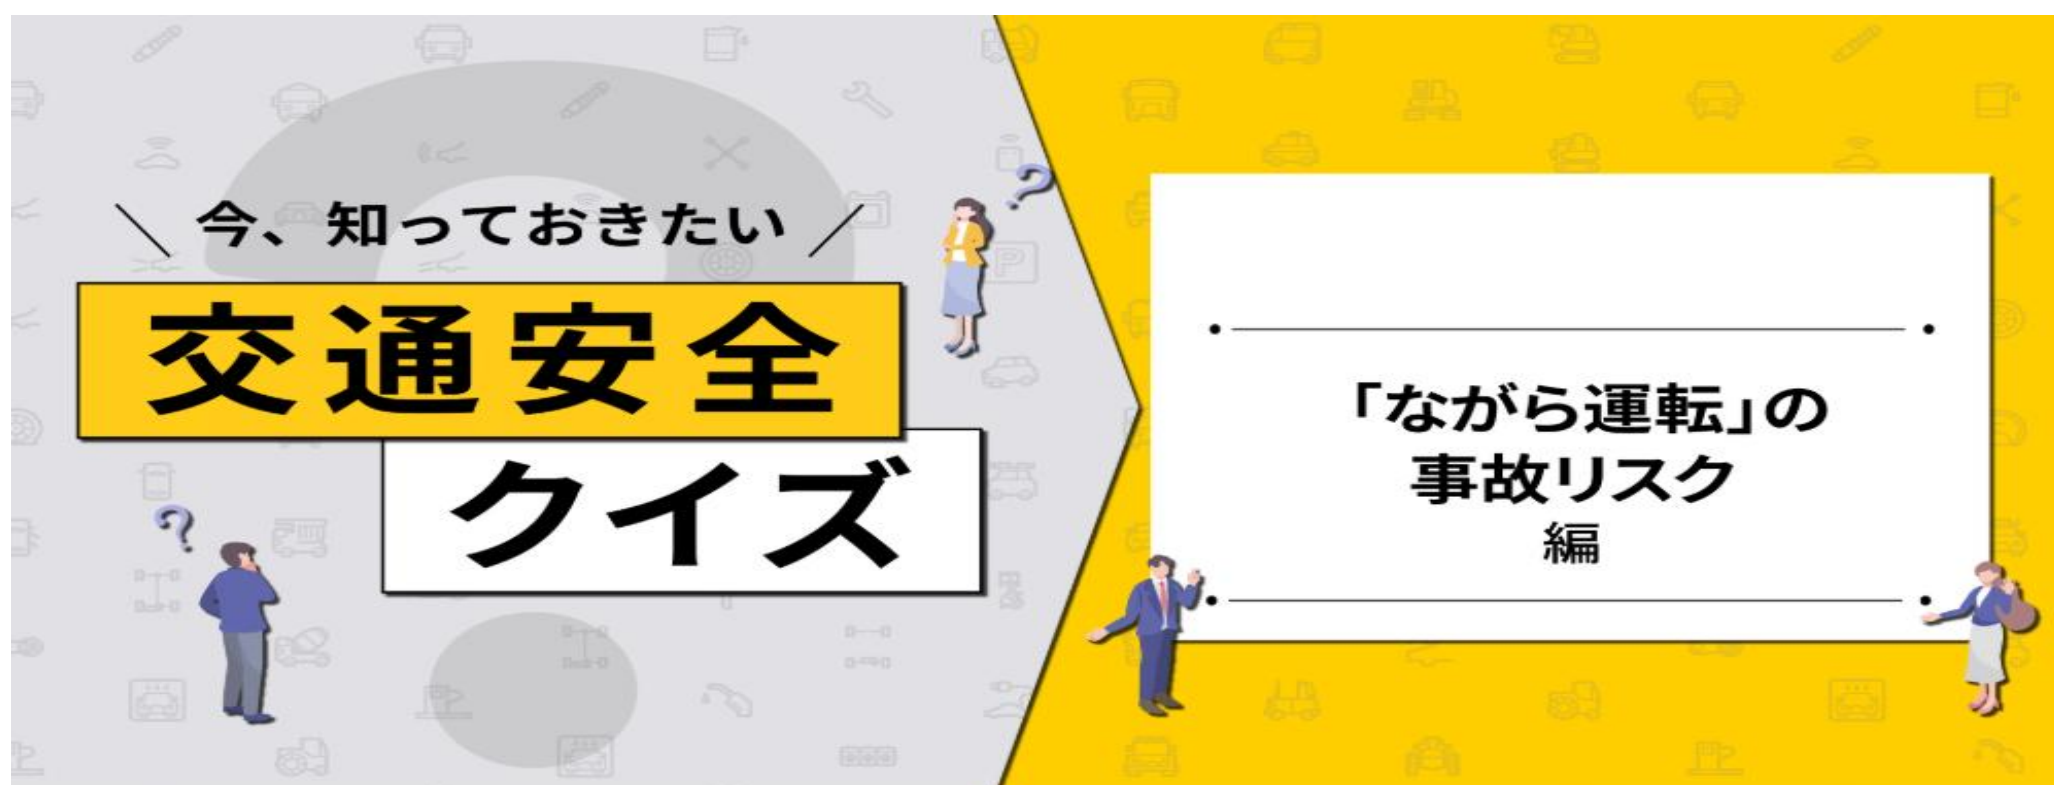 今、知っておきたい
交通安全
クイズ
「ながら運転」の
事故リスク
編